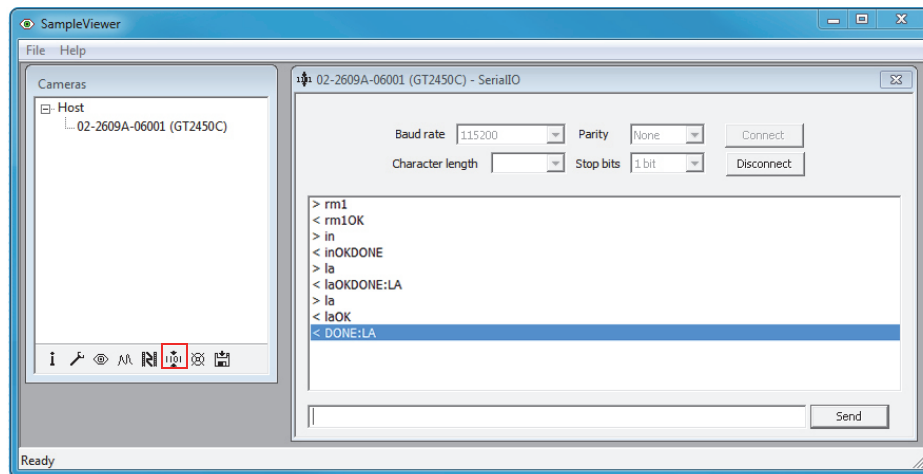 SampleViewer
File Help
Cameras
Host
02-2609A-06001 (GT2450C)
02-2609A-06001 (GT2450C) - SerialIO
Baud rate 115200 Parity None Connect
Character length Stop bits 1 bit Disconnect
> rm1
< rm1OK
> in
< inOKDONE
> la
< laOKDONE:LA
> la
< laOK
< DONE:LA
Send
Ready